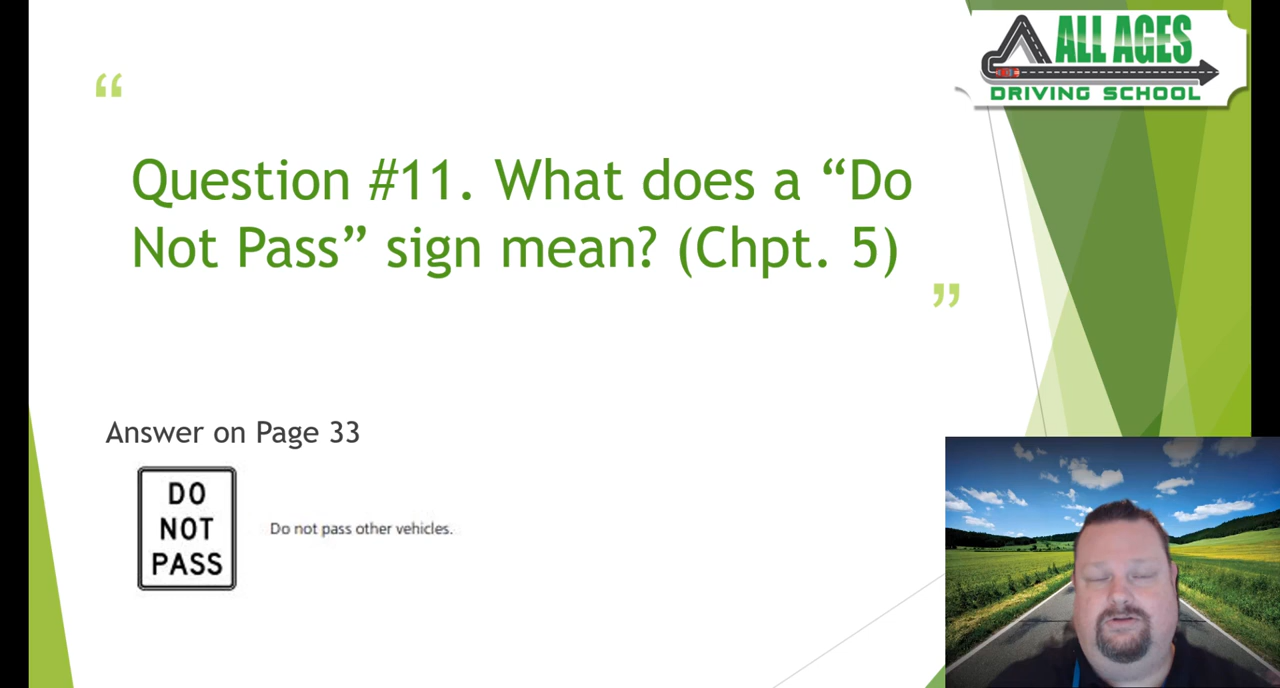 ALL AGES
DRIVING SCHOOL
“
Question #11. What does a “Do
Not Pass” sign mean? (Chpt. 5)
”
Answer on Page 33
DO
NOT
PASS
Do not pass other vehicles.